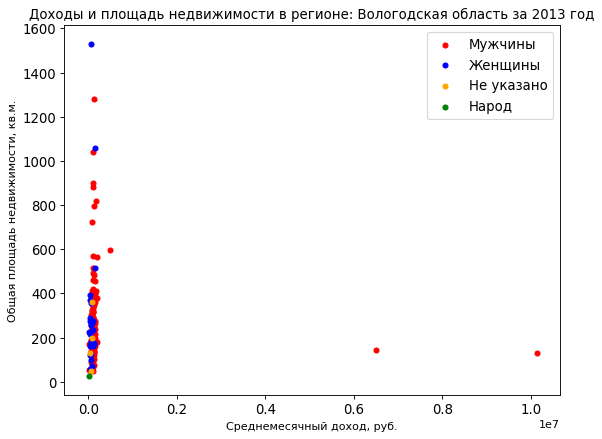 Доходы и площадь недвижимости в регионе: Вологодская область за 2013 год
Мужчины
Женщины
Не указано
Народ
Общая площадь недвижимости, кв.м.
1600
1400
1200
1000
800
600
400
200
0
0.0 0.2 0.4 0.6 0.8 1.0
1e7
Среднемесячный доход, руб.